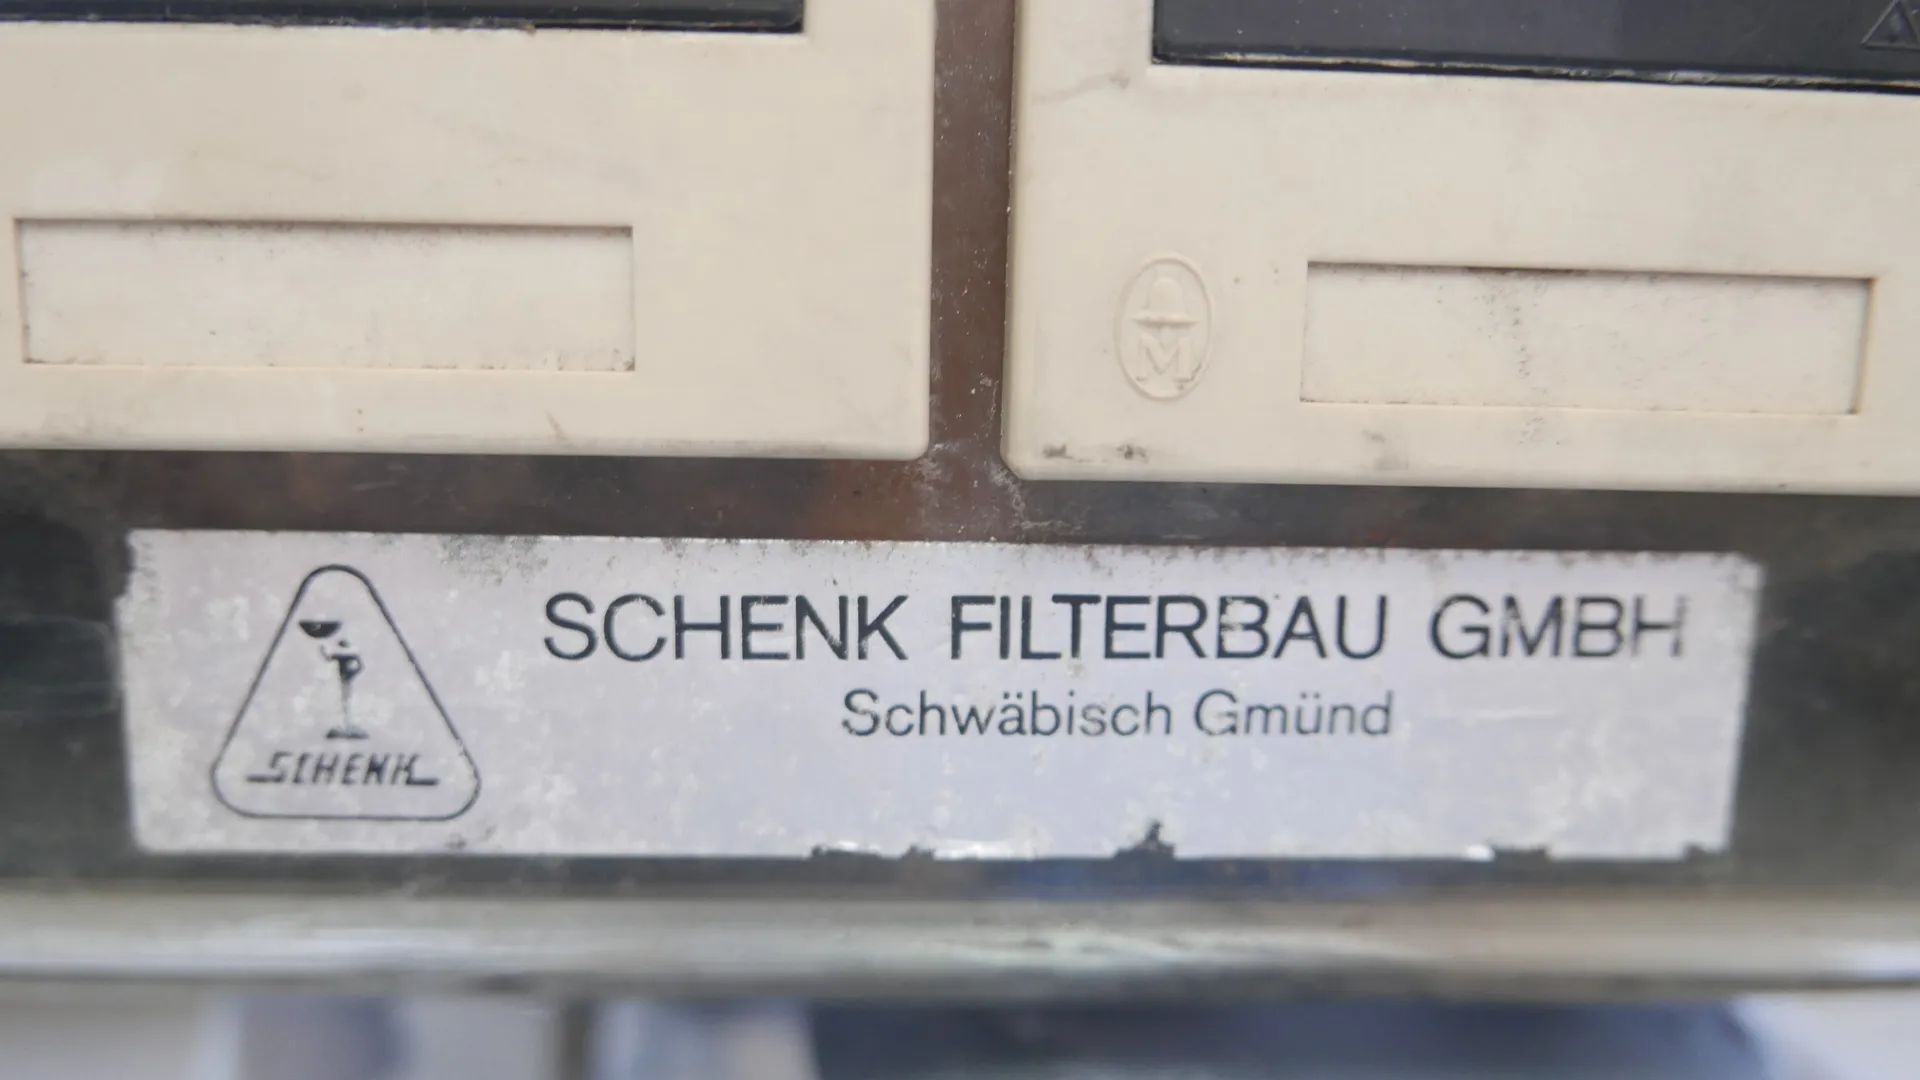 M
SCHENK FILTERBAU GMBH
Schwäbisch Gmünd
SCHENK